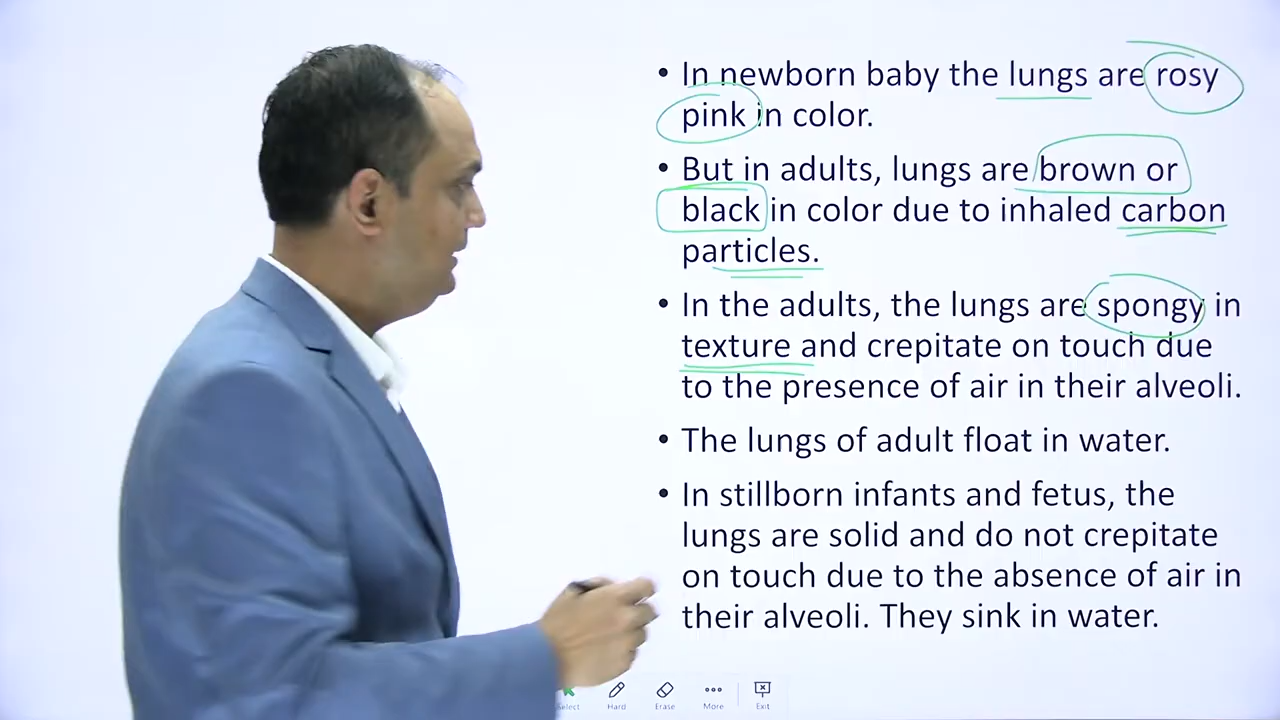 • In newborn baby the lungs are rosy
pink in color.
• But in adults, lungs are brown or
black in color due to inhaled carbon
particles.
• In the adults, the lungs are spongy in
texture and crepitate on touch due
to the presence of air in their alveoli.
• The lungs of adult float in water.
• In stillborn infants and fetus, the
lungs are solid and do not crepitate
on touch due to the absence of air in
their alveoli. They sink in water.
Select Hard Erase More Exit